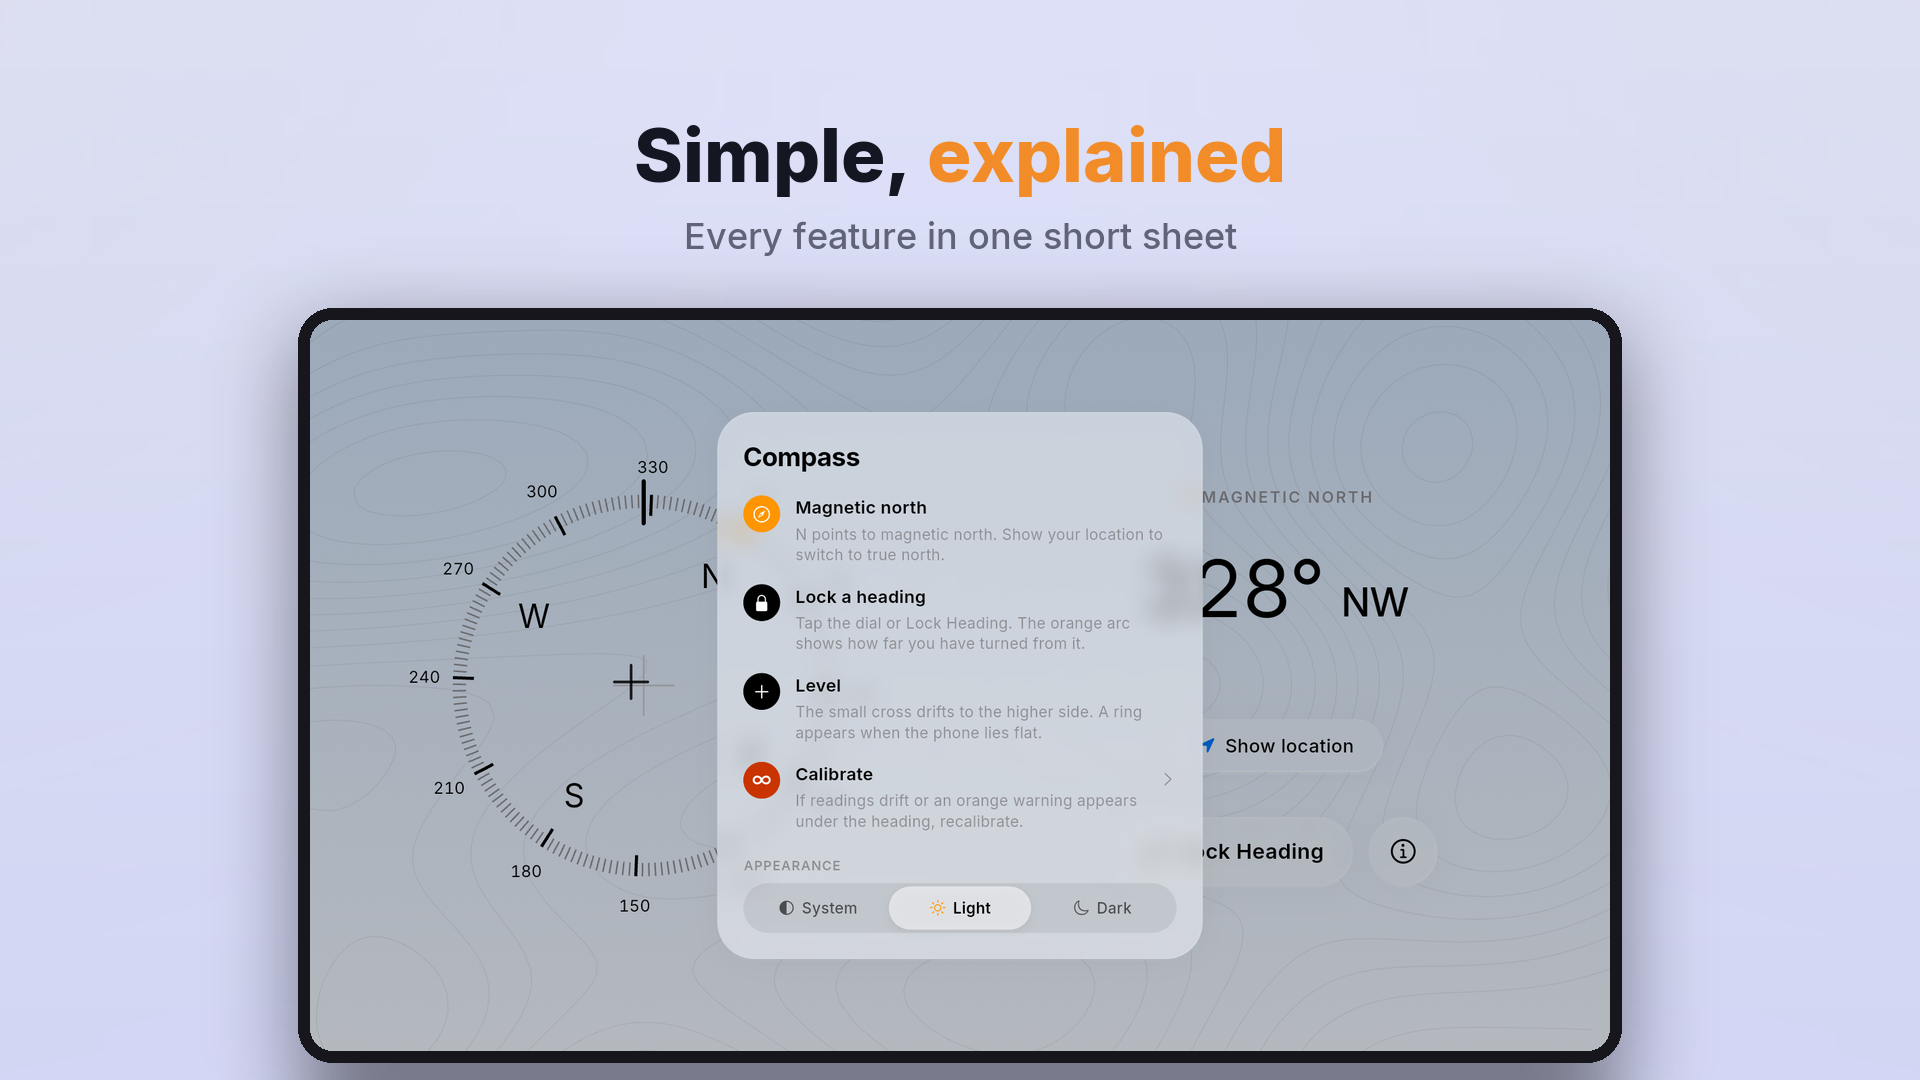 Simple, explained
Every feature in one short sheet
330
300
270
240
210
180
150
W
S
N
Compass
Magnetic north
N points to magnetic north. Show your location to
switch to true north.
Lock a heading
Tap the dial or Lock Heading. The orange arc
shows how far you have turned from it.
Level
The small cross drifts to the higher side. A ring
appears when the phone lies flat.
Calibrate
If readings drift or an orange warning appears
under the heading, recalibrate.
APPEARANCE
System
Light
Dark
MAGNETIC NORTH
28° NW
Show location
ck Heading